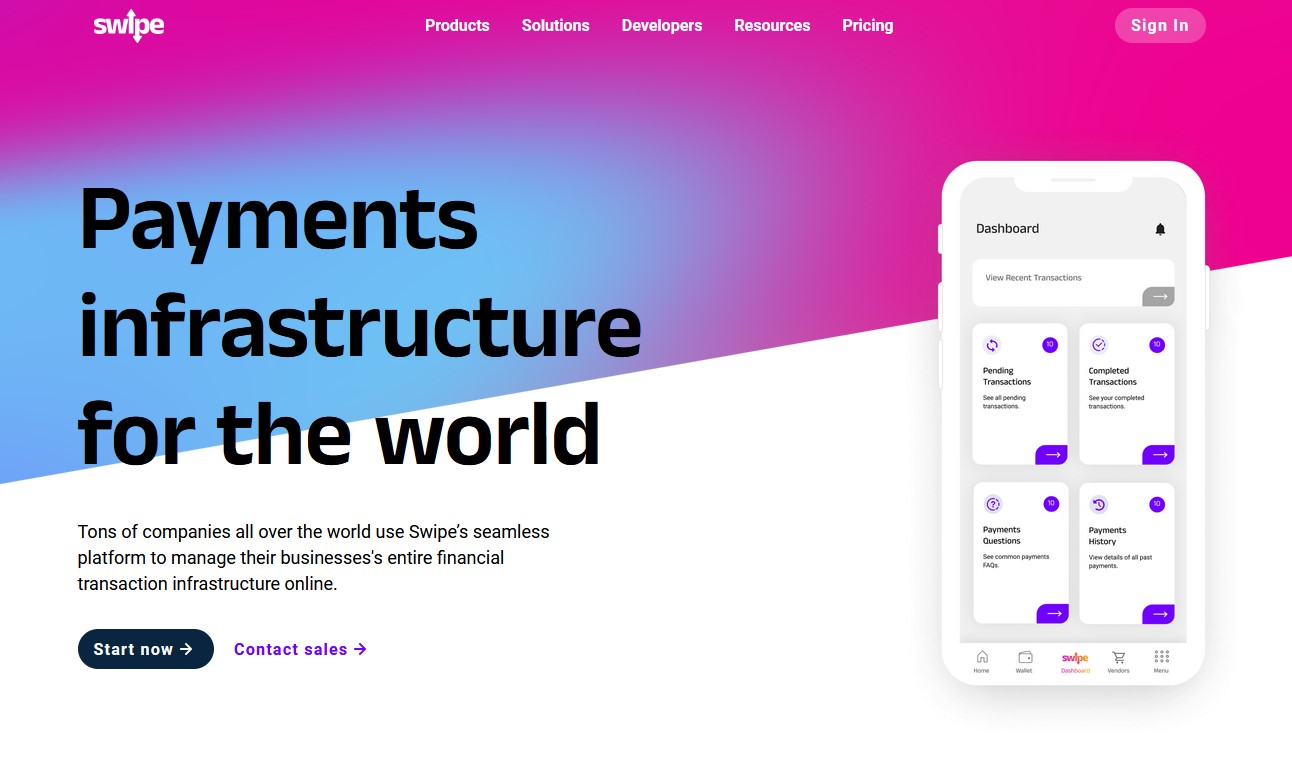 swipe
Products Solutions Developers Resources Pricing
Sign In
Payments
infrastructure
for the world
Tons of companies all over the world use Swipe’s seamless
platform to manage their businesses's entire financial
transaction infrastructure online.
Start now →
Contact sales →
Dashboard
View Recent Transactions
10
Pending
Transactions
See all pending
transactions.
10
Completed
Transactions
See your completed
transactions.
10
Payments
Questions
See common payments
FAQs.
10
Payments
History
View details of all past
payments.
swipe
Home Wallet Dashboard Vendors Menu